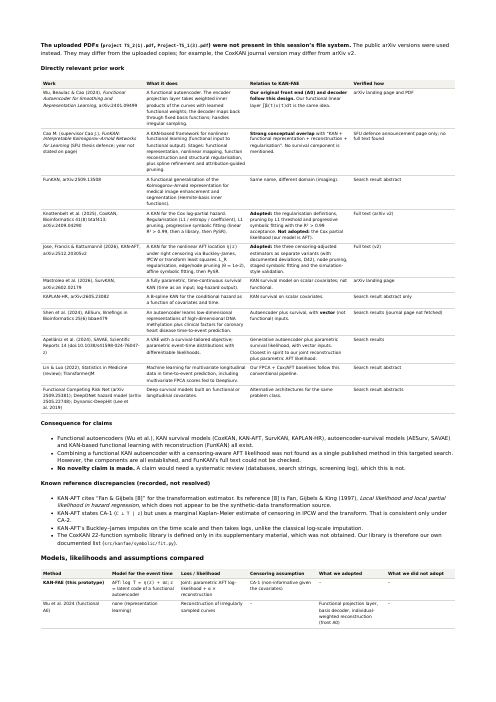 The uploaded PDFs (project TS_2(1).pdf, Project-TS_1(3).pdf) were not present in this session's file system. The public arXiv versions were used
instead. They may differ from the uploaded copies; for example, the CoxKAN journal version may differ from arXiv v2.
Directly relevant prior work
Work What it does Relation to KAN-FAE Verified how
Wu, Beaulac & Cao (2024), Functional Autoencoder for Smoothing and Representation Learning, arXiv:2401.09499
A functional autoencoder. The encoder projection layer takes weighted inner products of the curves with learned functional weights; the decoder maps back through fixed basis functions; handles irregular sampling.
Our original front end (A0) and decoder follow this design. Our functional linear layer is the same idea.
arXiv landing page and PDF
Cao M. (supervisor Cao J.), FunKAN: Interpretable Kolmogorov–Arnold Networks for Learning (SFU thesis defence; year not stated on page)
A KAN-based framework for nonlinear functional learning (functional input to functional output). Stages: functional representation, nonlinear mapping, function reconstruction and structural regularisation, plus spline refinement and attribution-guided pruning.
Strong conceptual overlap with "KAN + functional representation + reconstruction + regularisation". No survival component is mentioned.
SFU defence announcement page only; no full text found
FunKAN, arXiv:2509.13508
A functional generalisation of the Kolmogorov–Arnold representation for medical image enhancement and segmentation (Hermite-basis inner functions).
Same name, different domain (imaging).
Search result abstract
Knottenbelt et al. (2025), CoxKAN, Bioinformatics 41(8) btaf413; arXiv:2409.04290
A KAN for the Cox log-partial hazard. Regularisation (L1 / entropy / coefficient), L1 pruning, progressive symbolic fitting (linear R² > 0.99, then a library, then PySR).
Adopted: the regularisation definitions, pruning by L1 threshold and progressive symbolic fitting with the R² > 0.99 acceptance. Not adopted: the Cox partial likelihood (our model is AFT).
Full text (arXiv v2)
Jose, Francis & Kattumannil (2026), KAN-AFT, arXiv:2512.20305v2
A KAN for the nonlinear AFT location η(z) under right censoring via Buckley-James, IPCW or transform least squares. L_R regularisation, edge/node pruning (θ = 1e-2), affine symbolic fitting, then PySR.
Adopted: the three censoring-adjusted estimators as separate variants (with documented deviations, D42), node pruning, staged symbolic fitting and the simulation-style validation.
Full text (v2)
Mastroleo et al. (2026), SurvKAN, arXiv:2602.02179
A fully parametric, time-continuous survival KAN (time as an input; log-hazard output).
KAN survival model on scalar covariates; not functional.
Search result abstract
KAPLAN-HR, arXiv:2605.23082
A B-spline KAN for the conditional hazard as a function of covariates and time.
KAN survival on scalar covariates.
Search result abstract only
Shen et al. (2024), AESurv, Briefings in Bioinformatics 25(6) bbae479
An autoencoder learns low-dimensional representations of high-dimensional DNA methylation plus clinical factors for coronary heart disease time-to-event prediction.
Autoencoder plus survival, with vector (not functional) inputs.
Search results (journal page not fetched)
Apellániz et al. (2024), SAVAE, Scientific Reports 14 (doi:10.1038/s41598-024-76047-z)
A VAE with a survival-tailored objective; parametric event-time distributions with differentiable likelihoods.
Generative autoencoder plus parametric survival likelihood, with vector inputs. Closest in spirit to our joint reconstruction plus parametric AFT likelihood.
Search result abstract
Lin & Luo (2022), Statistics in Medicine (review); TransformerJM
Machine learning for multivariate longitudinal data in time-to-event prediction, including multivariate FPCA scores fed to DeepSurv.
Our FPCA + CoxAFT baselines follow this conventional pipeline.
Search result abstract
Functional Competing Risk Net (arXiv 2509.25381); DeepONet hazard model (arXiv 2505.22748); Dynamic-DeepHit (Lee et al. 2019)
Deep survival models built on functional or longitudinal covariates.
Alternative architectures for the same problem class.
Search result abstracts
Consequence for claims
• Functional autoencoders (Wu et al.), KAN survival models (CoxKAN, KAN-AFT, SurvKAN, KAPLAN-HR), autoencoder-survival models (AESurv, SAVAE)
and KAN-based functional learning with reconstruction (FunKAN) all exist.
• Combining a functional KAN autoencoder with a censoring-aware AFT likelihood was not found as a single published method in this targeted search.
However, the components are all established, and FunKAN's full text could not be checked.
• No novelty claim is made. A claim would need a systematic review (databases, search strings, screening log), which this is not.
Known reference discrepancies (recorded, not resolved)
• KAN-AFT cites "Fan & Gijbels [8]" for the transformation estimator. Its reference [8] is Fan, Gijbels & King (1997), Local likelihood and local partial
likelihood in hazard regression, which does not appear to be the synthetic-data transformation source.
• KAN-AFT states CA-1 (C ⊥ T | Z) but uses a marginal Kaplan–Meier estimate of censoring in IPCW and the transform. That is consistent only under
CA-2.
• KAN-AFT's Buckley–James imputes on the time scale and then takes logs, unlike the classical log-scale imputation.
• The CoxKAN 22-function symbolic library is defined only in its supplementary material, which was not obtained. Our library is therefore our own
documented list (src/kanfae/symbolic/fit.py).
Models, likelihoods and assumptions compared
Method Model for the event time Loss / likelihood Censoring assumption What we adopted What we did not adopt
KAN-FAE (this prototype)
AFT: log T = η(z) + σε; z = latent code of a functional autoencoder
Joint: parametric AFT log-likelihood + α × reconstruction
CA-1 (non-informative given the covariates)
–
–
Wu et al. 2024 (functional AE)
none (representation learning)
Reconstruction of irregularly sampled curves
–
Functional projection layer, basis decoder, individual-weighted reconstruction (front A0)